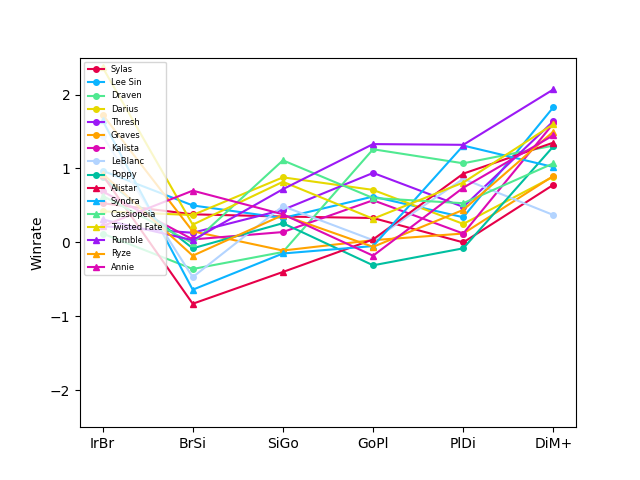 Sylas
Lee Sin
Draven
Darius
Thresh
Graves
Kalista
LeBlanc
Poppy
Alistar
Syndra
Cassiopeia
Twisted Fate
Rumble
Ryze
Annie
Winrate
2
1
0
−1
−2
IrBr
BrSi
SiGo
GoPl
PlDi
DiM+